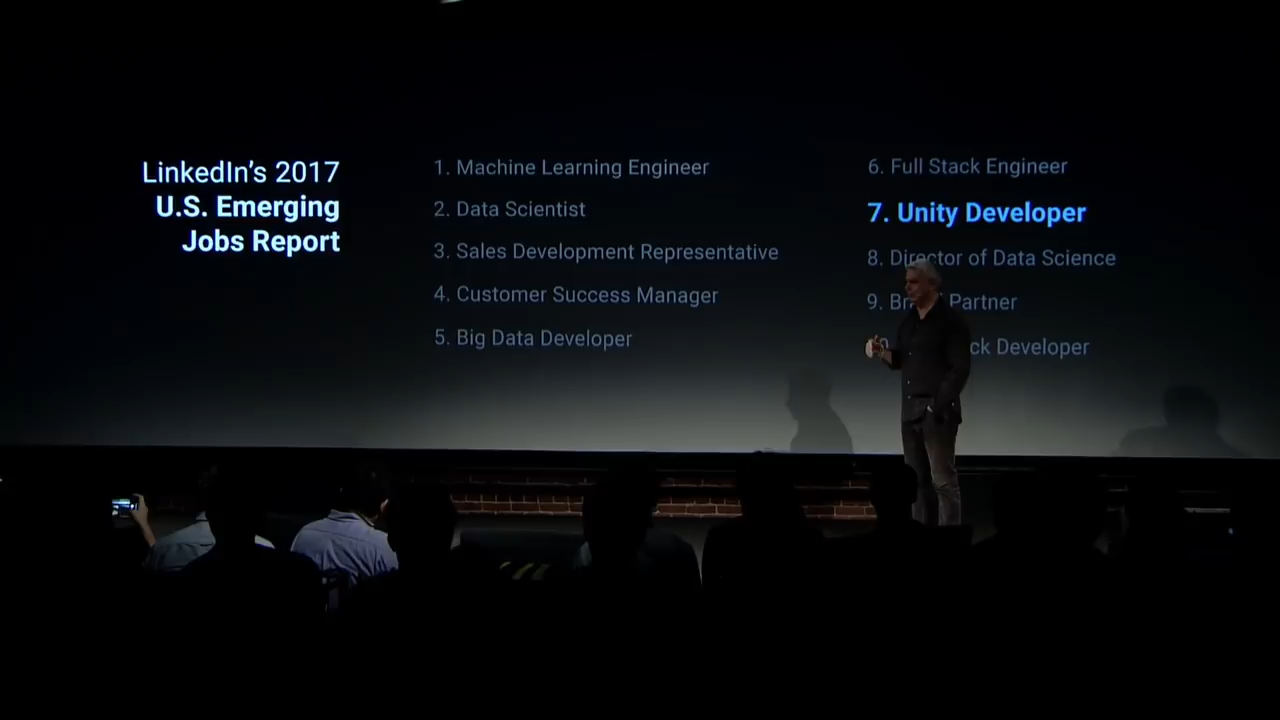 LinkedIn's 2017
U.S. Emerging
Jobs Report
1. Machine Learning Engineer
2. Data Scientist
3. Sales Development Representative
4. Customer Success Manager
5. Big Data Developer
6. Full Stack Engineer
7. Unity Developer
8. Director of Data Science
9. Partner
Developer